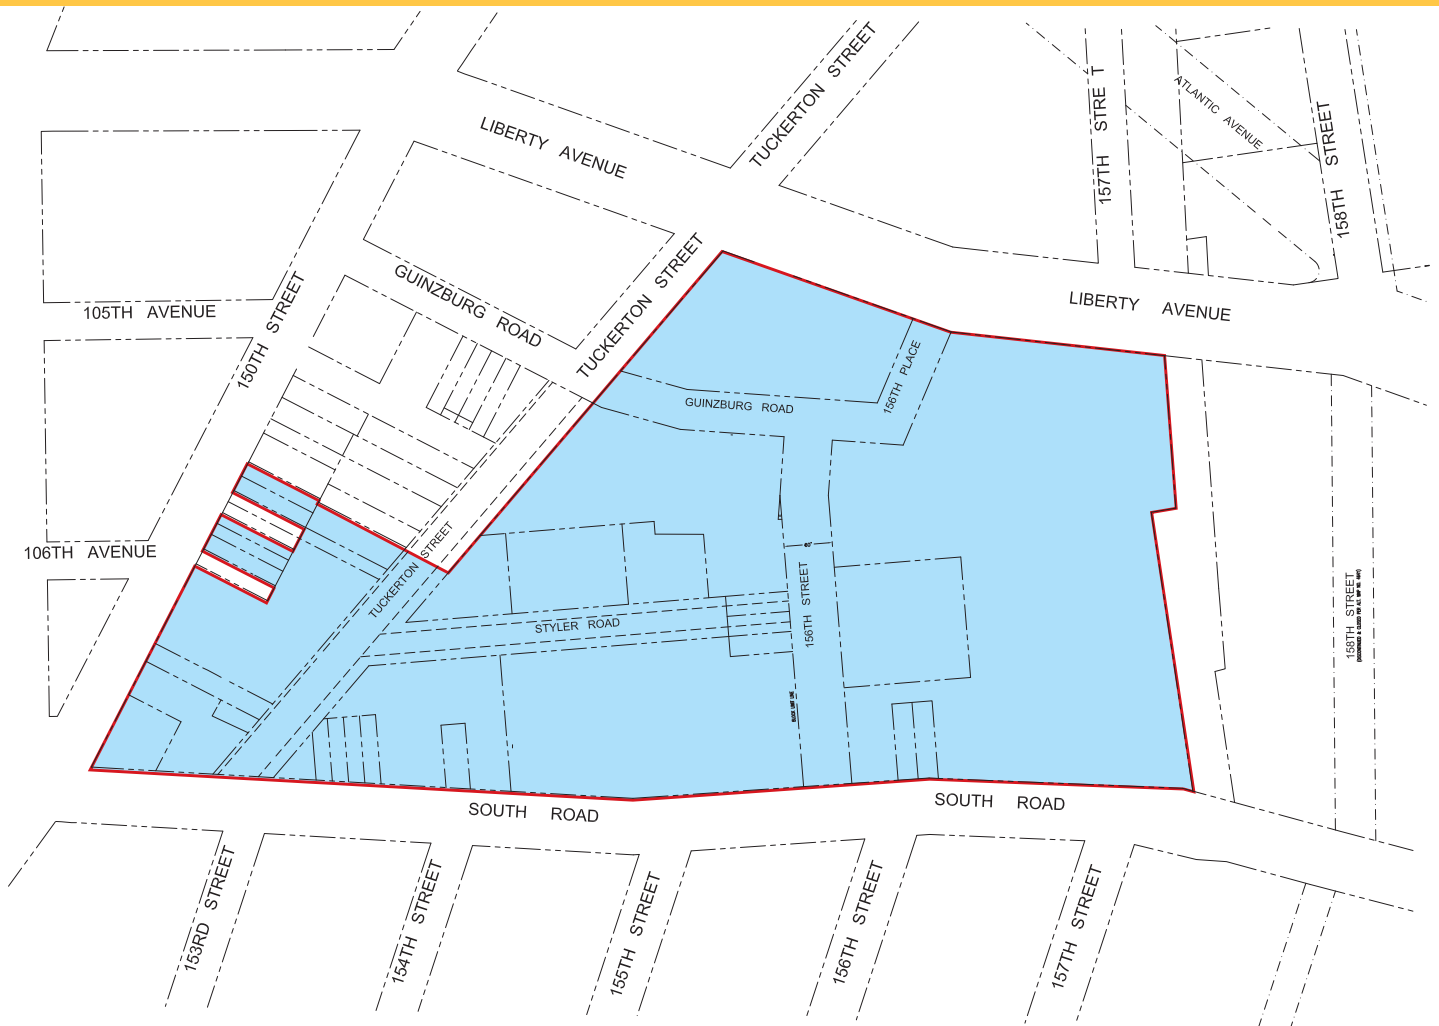 TUCKERTON STREET
LIBERTY AVENUE
157TH STRE T
ATLANTIC AVENUE
158TH STREET
GUINZBURG ROAD
TUCKERTON STREET
105TH AVENUE
150TH STREET
LIBERTY AVENUE
156TH PLACE
GUINZBURG ROAD
106TH AVENUE
TUCKERTON STREET
156TH STREET
STYLER ROAD
158TH STREET
SOUTH ROAD
SOUTH ROAD
153RD STREET
154TH STREET
155TH STREET
156TH STREET
157TH STREET